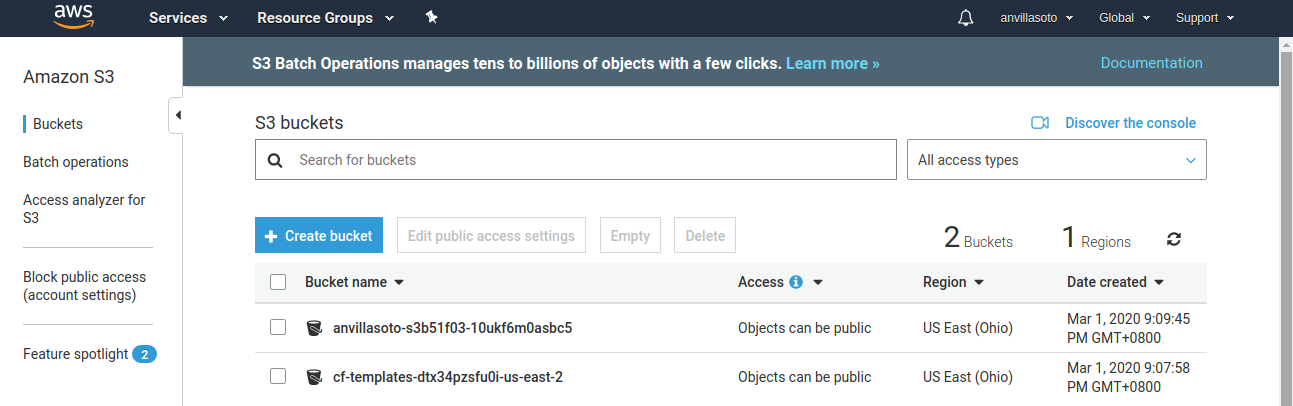 aws
Services
Resource Groups
anvillasoto
Global
Support
Amazon S3
Buckets
Batch operations
Access analyzer for
S3
Block public access
(account settings)
Feature spotlight 2
S3 Batch Operations manages tens to billions of objects with a few clicks. Learn more »
Documentation
S3 buckets
Discover the console
Search for buckets
All access types
+ Create bucket
Edit public access settings
Empty
Delete
2 Buckets
1 Regions
Bucket name
Access
Region
Date created
anvillasoto-s3b51f03-10ukf6m0asbc5
Objects can be public
US East (Ohio)
Mar 1, 2020 9:09:45
PM GMT+0800
cf-templates-dtx34pzsfu0i-us-east-2
Objects can be public
US East (Ohio)
Mar 1, 2020 9:07:58
PM GMT+0800